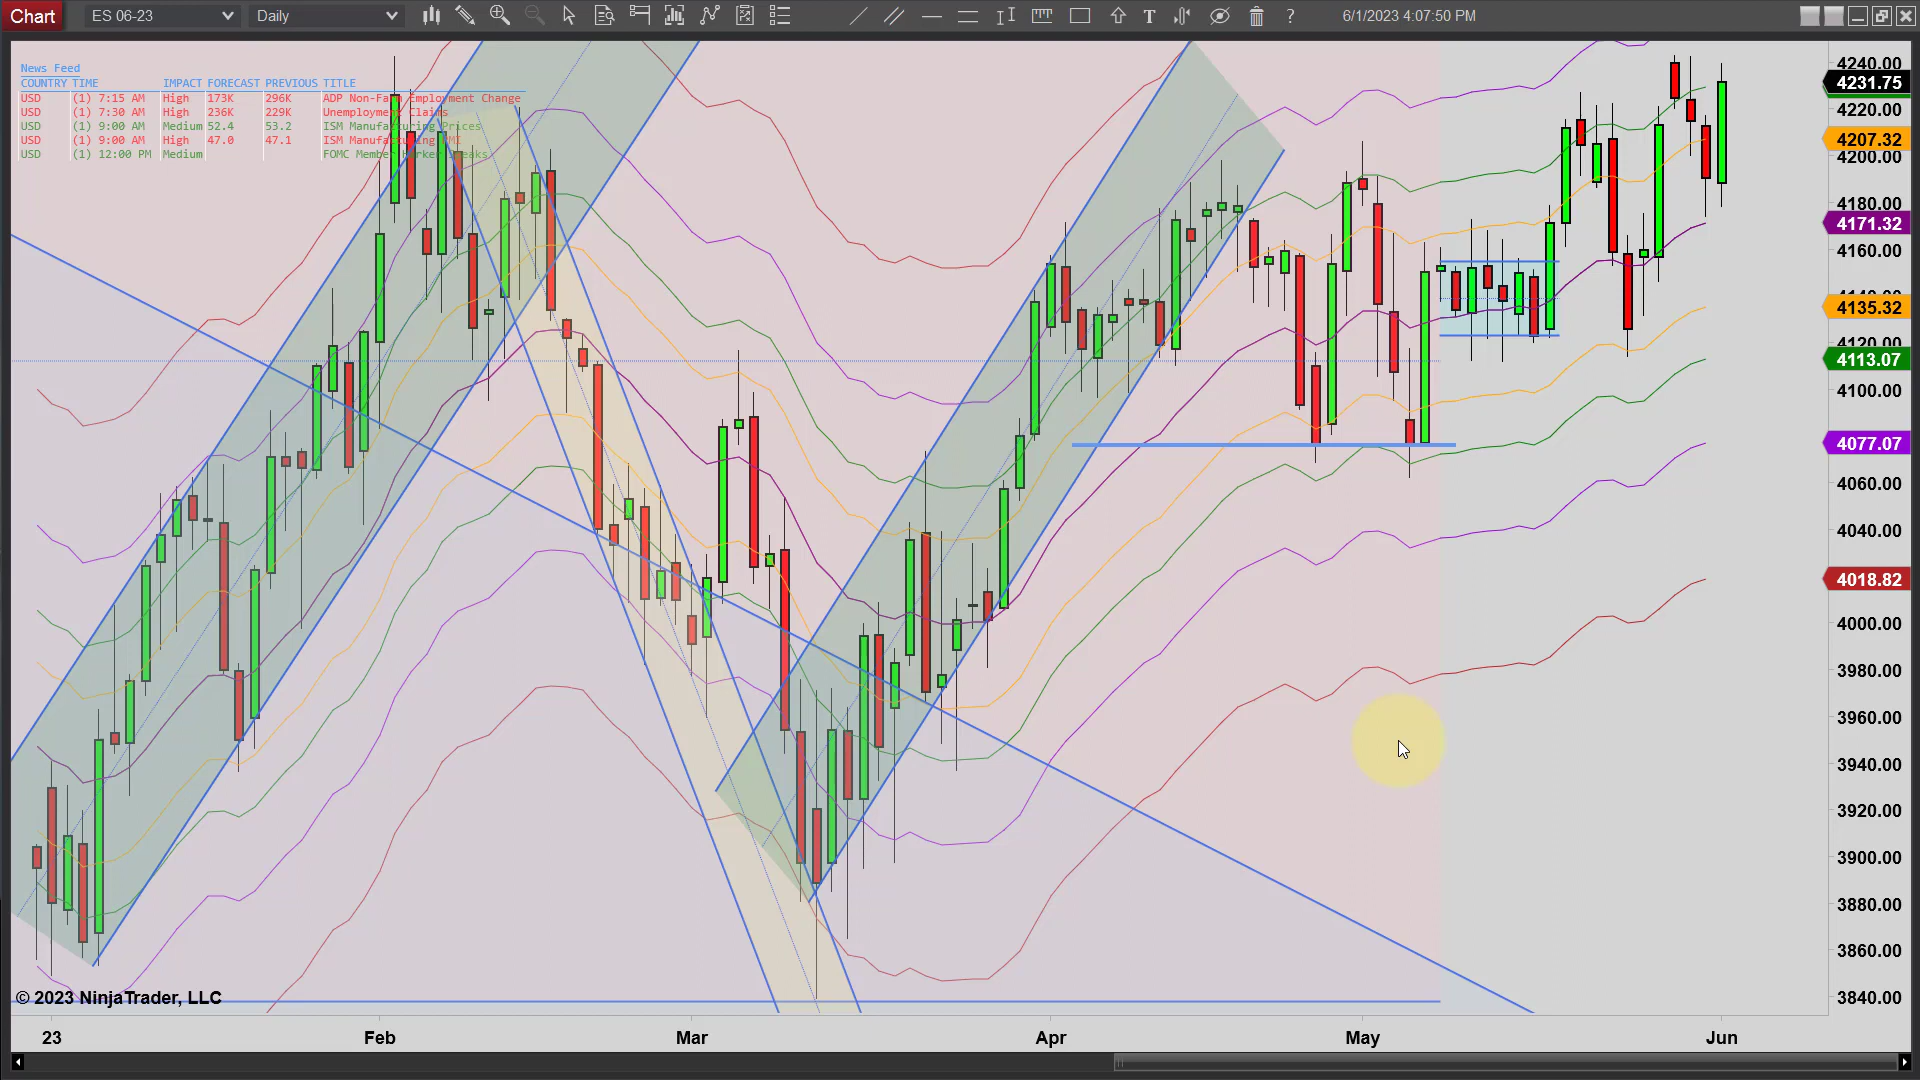 Chart ES 06-23 Daily T ? 6/1/2023 4:07:50 PM
News Feed
COUNTRY TIME IMPACT FORECAST PREVIOUS TITLE
USD (1) 7:15 AM High 173K 296K ADP Non-Farm Employment Change
USD (1) 7:30 AM High 236K 229K Unemployment Claims
USD (1) 9:00 AM Medium 52.4 53.2 ISM Manufacturing Prices
USD (1) 9:00 AM High 47.0 47.1 ISM Manufacturing PMI
USD (1) 12:00 PM Medium FOMC Member Harker Speaks
4240.00
4231.75
4220.00
4207.32
4200.00
4180.00
4171.32
4160.00
4135.32
4120.00
4113.07
4100.00
4077.07
4060.00
4040.00
4018.82
4000.00
3980.00
3960.00
3940.00
3920.00
3900.00
3880.00
3860.00
3840.00
© 2023 NinjaTrader, LLC
23 Feb Mar Apr May Jun